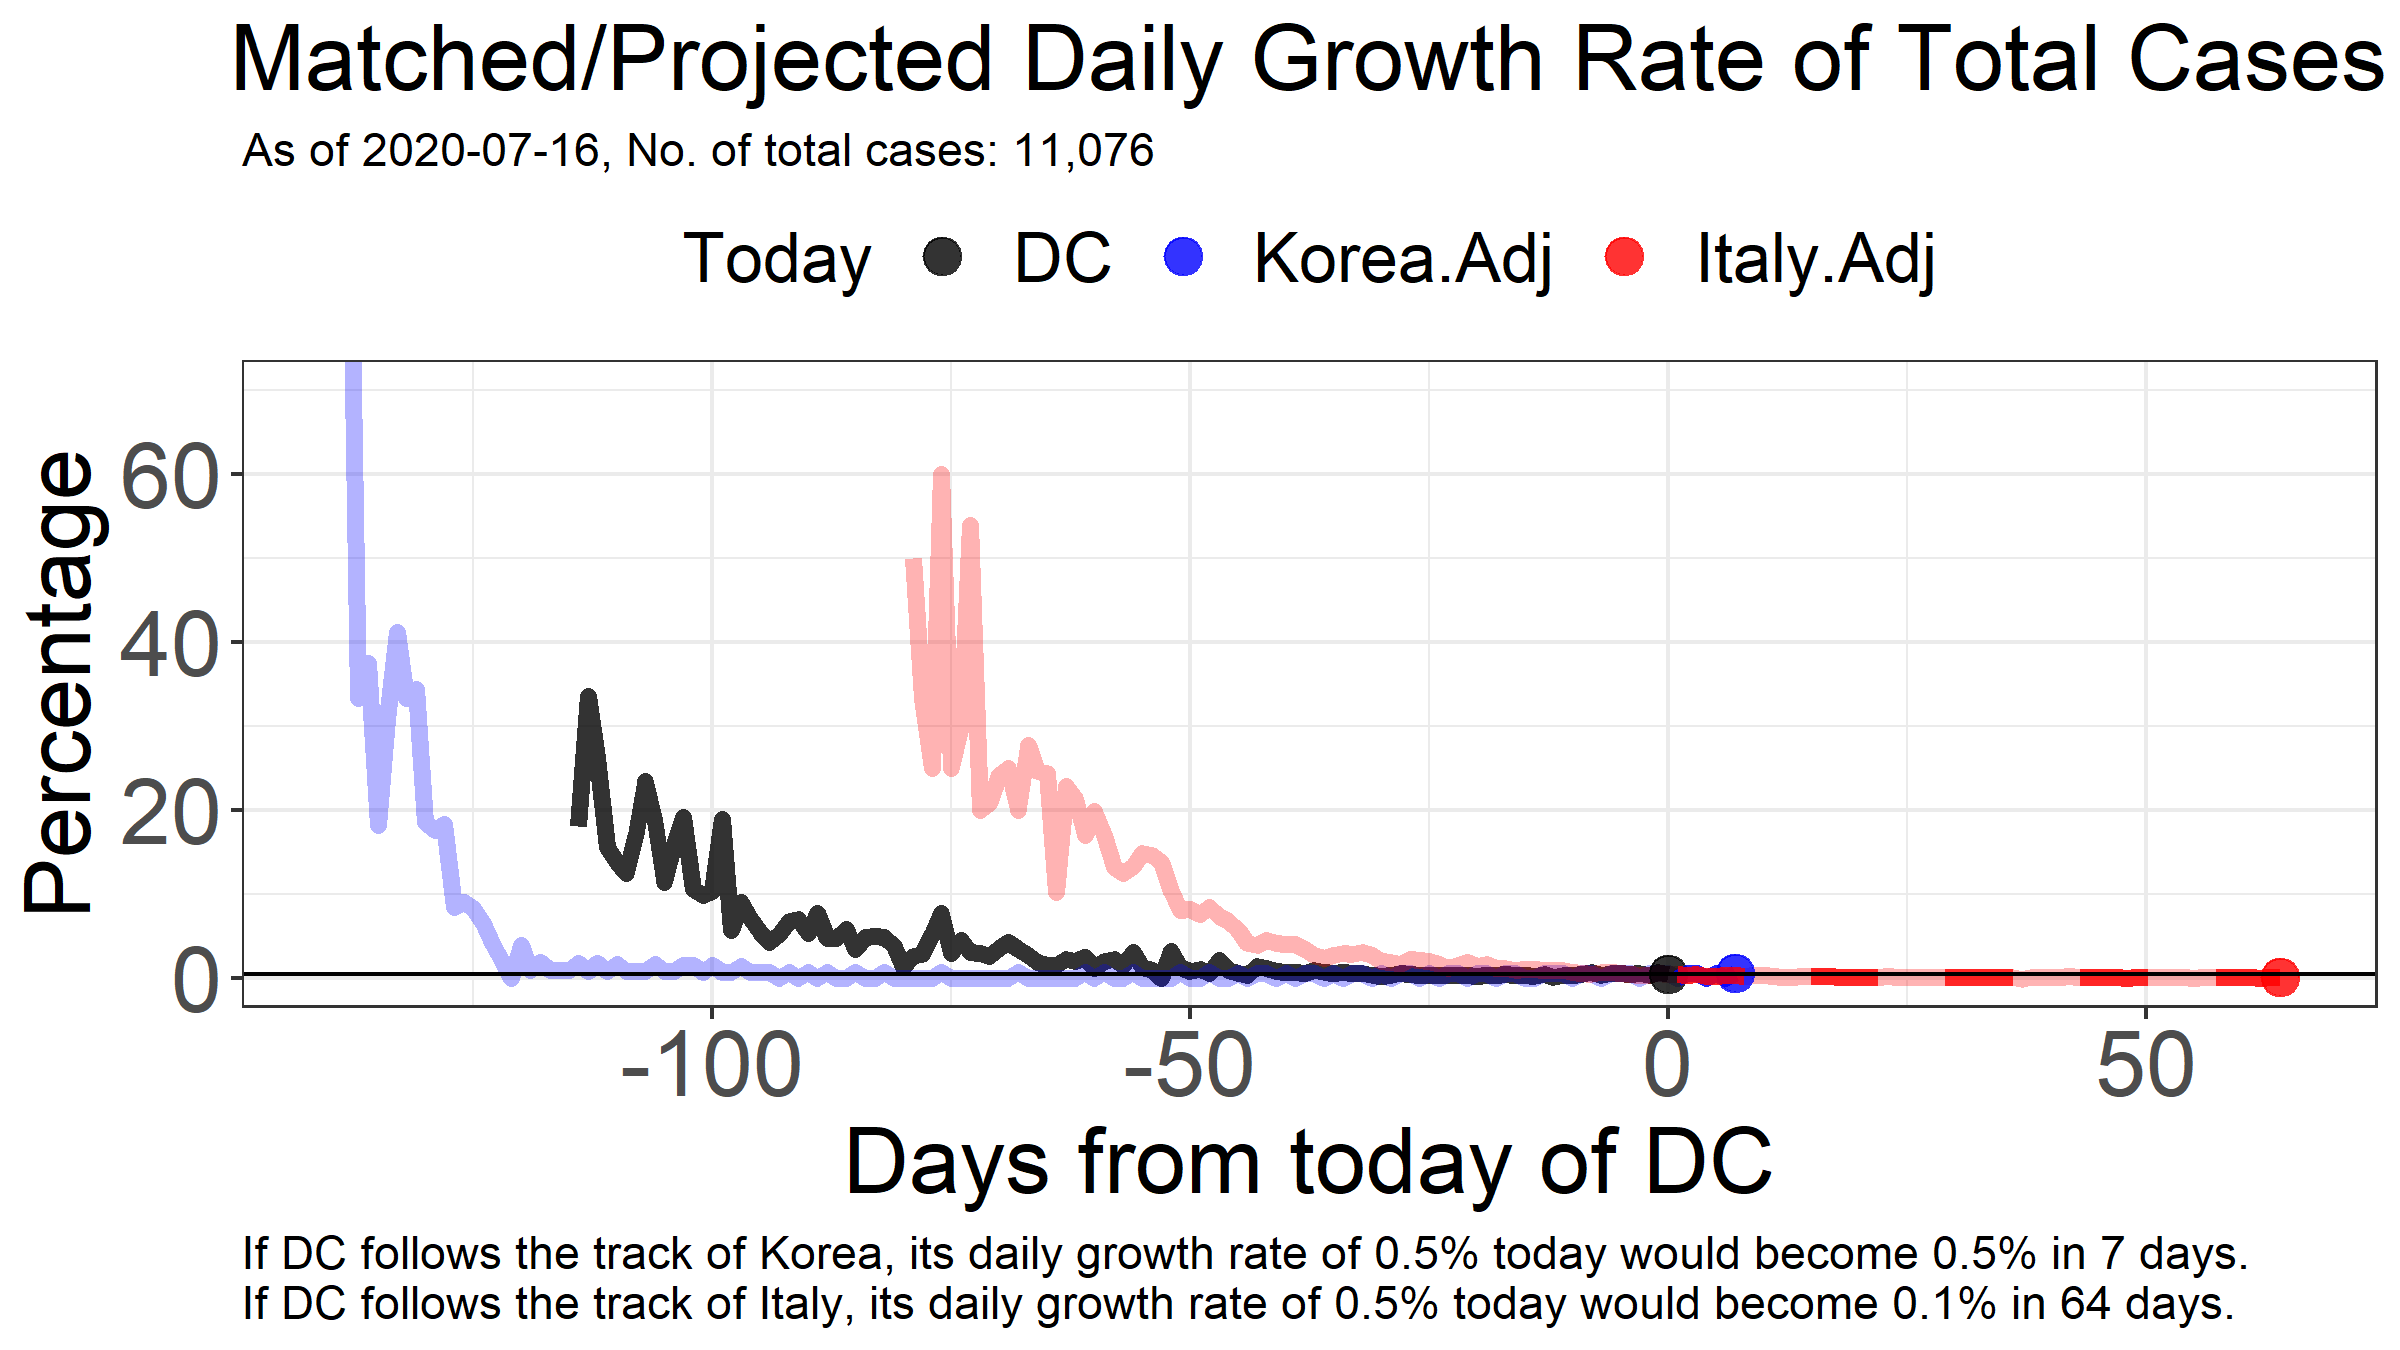 Matched/Projected Daily Growth Rate of Total Cases
As of 2020-07-16, No. of total cases: 11,076
Today DC Korea.Adj Italy.Adj
Percentage
60
40
20
0
-100 -50 0 50
Days from today of DC
If DC follows the track of Korea, its daily growth rate of 0.5% today would become 0.5% in 7 days.
If DC follows the track of Italy, its daily growth rate of 0.5% today would become 0.1% in 64 days.